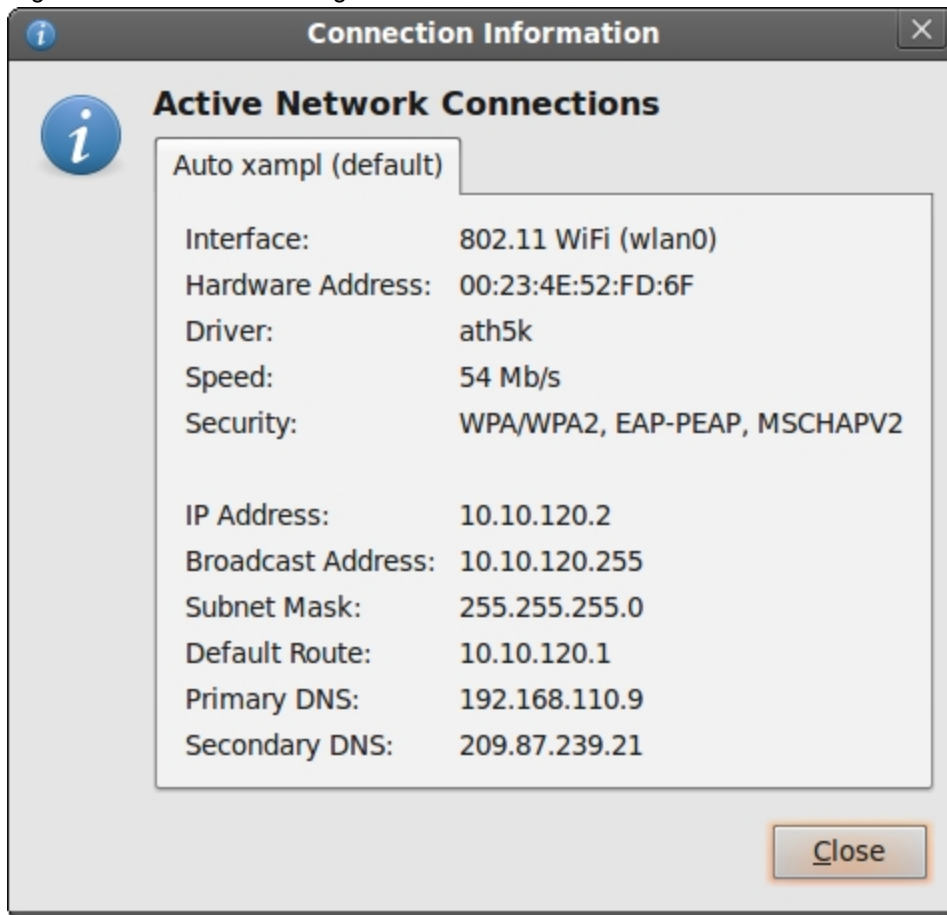 Connection Information
Active Network Connections
Auto xampl (default)
Interface: 802.11 WiFi (wlan0)
Hardware Address: 00:23:4E:52:FD:6F
Driver: ath5k
Speed: 54 Mb/s
Security: WPA/WPA2, EAP-PEAP, MSCHAPV2
IP Address: 10.10.120.2
Broadcast Address: 10.10.120.255
Subnet Mask: 255.255.255.0
Default Route: 10.10.120.1
Primary DNS: 192.168.110.9
Secondary DNS: 209.87.239.21
Close